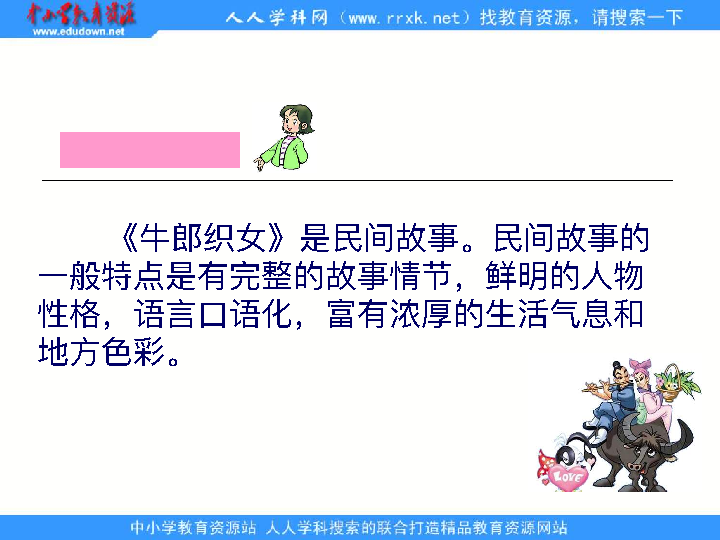 中小学教育资源
www.edudown.net
人人学科网（www.rrxk.net）找教育资源，请搜索一下
《牛郎织女》是民间故事。民间故事的
一般特点是有完整的故事情节，鲜明的人物
性格，语言口语化，富有浓厚的生活气息和
地方色彩。
LOVE
中小学教育资源站 人人学科搜索的联合打造精品教育资源网站